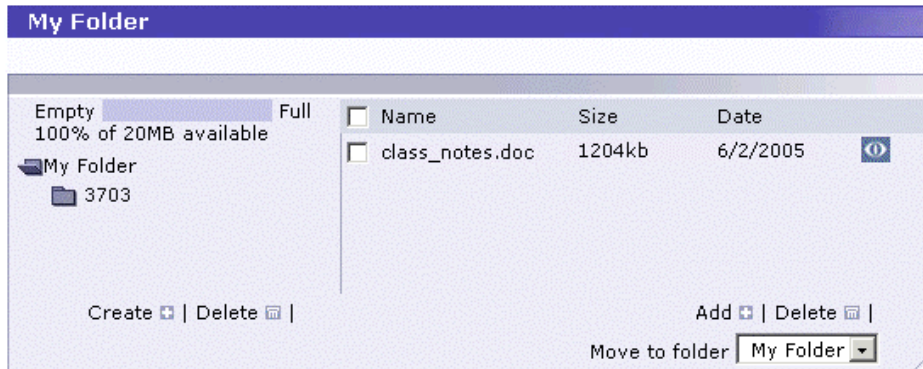 My Folder
Empty Full
100% of 20MB available
My Folder
3703
Create | Delete |
Name Size Date
class_notes.doc 1204kb 6/2/2005
Add | Delete |
Move to folder My Folder